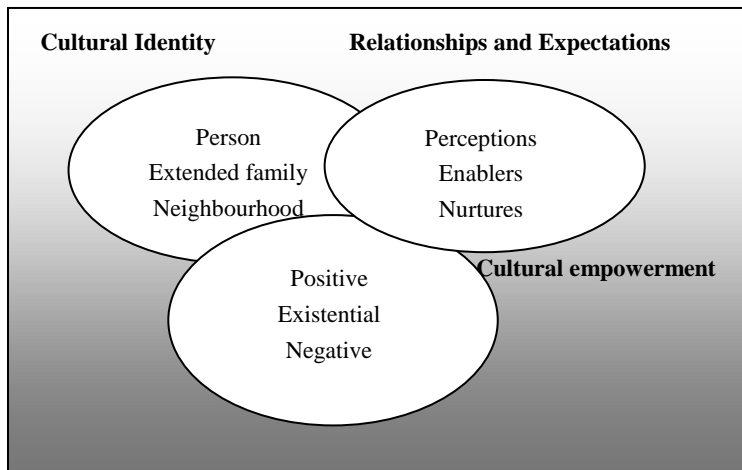 Cultural Identity
Relationships and Expectations
Person
Extended family
Neighbourhood
Perceptions
Enablers
Nurtures
Cultural empowerment
Positive
Existential
Negative